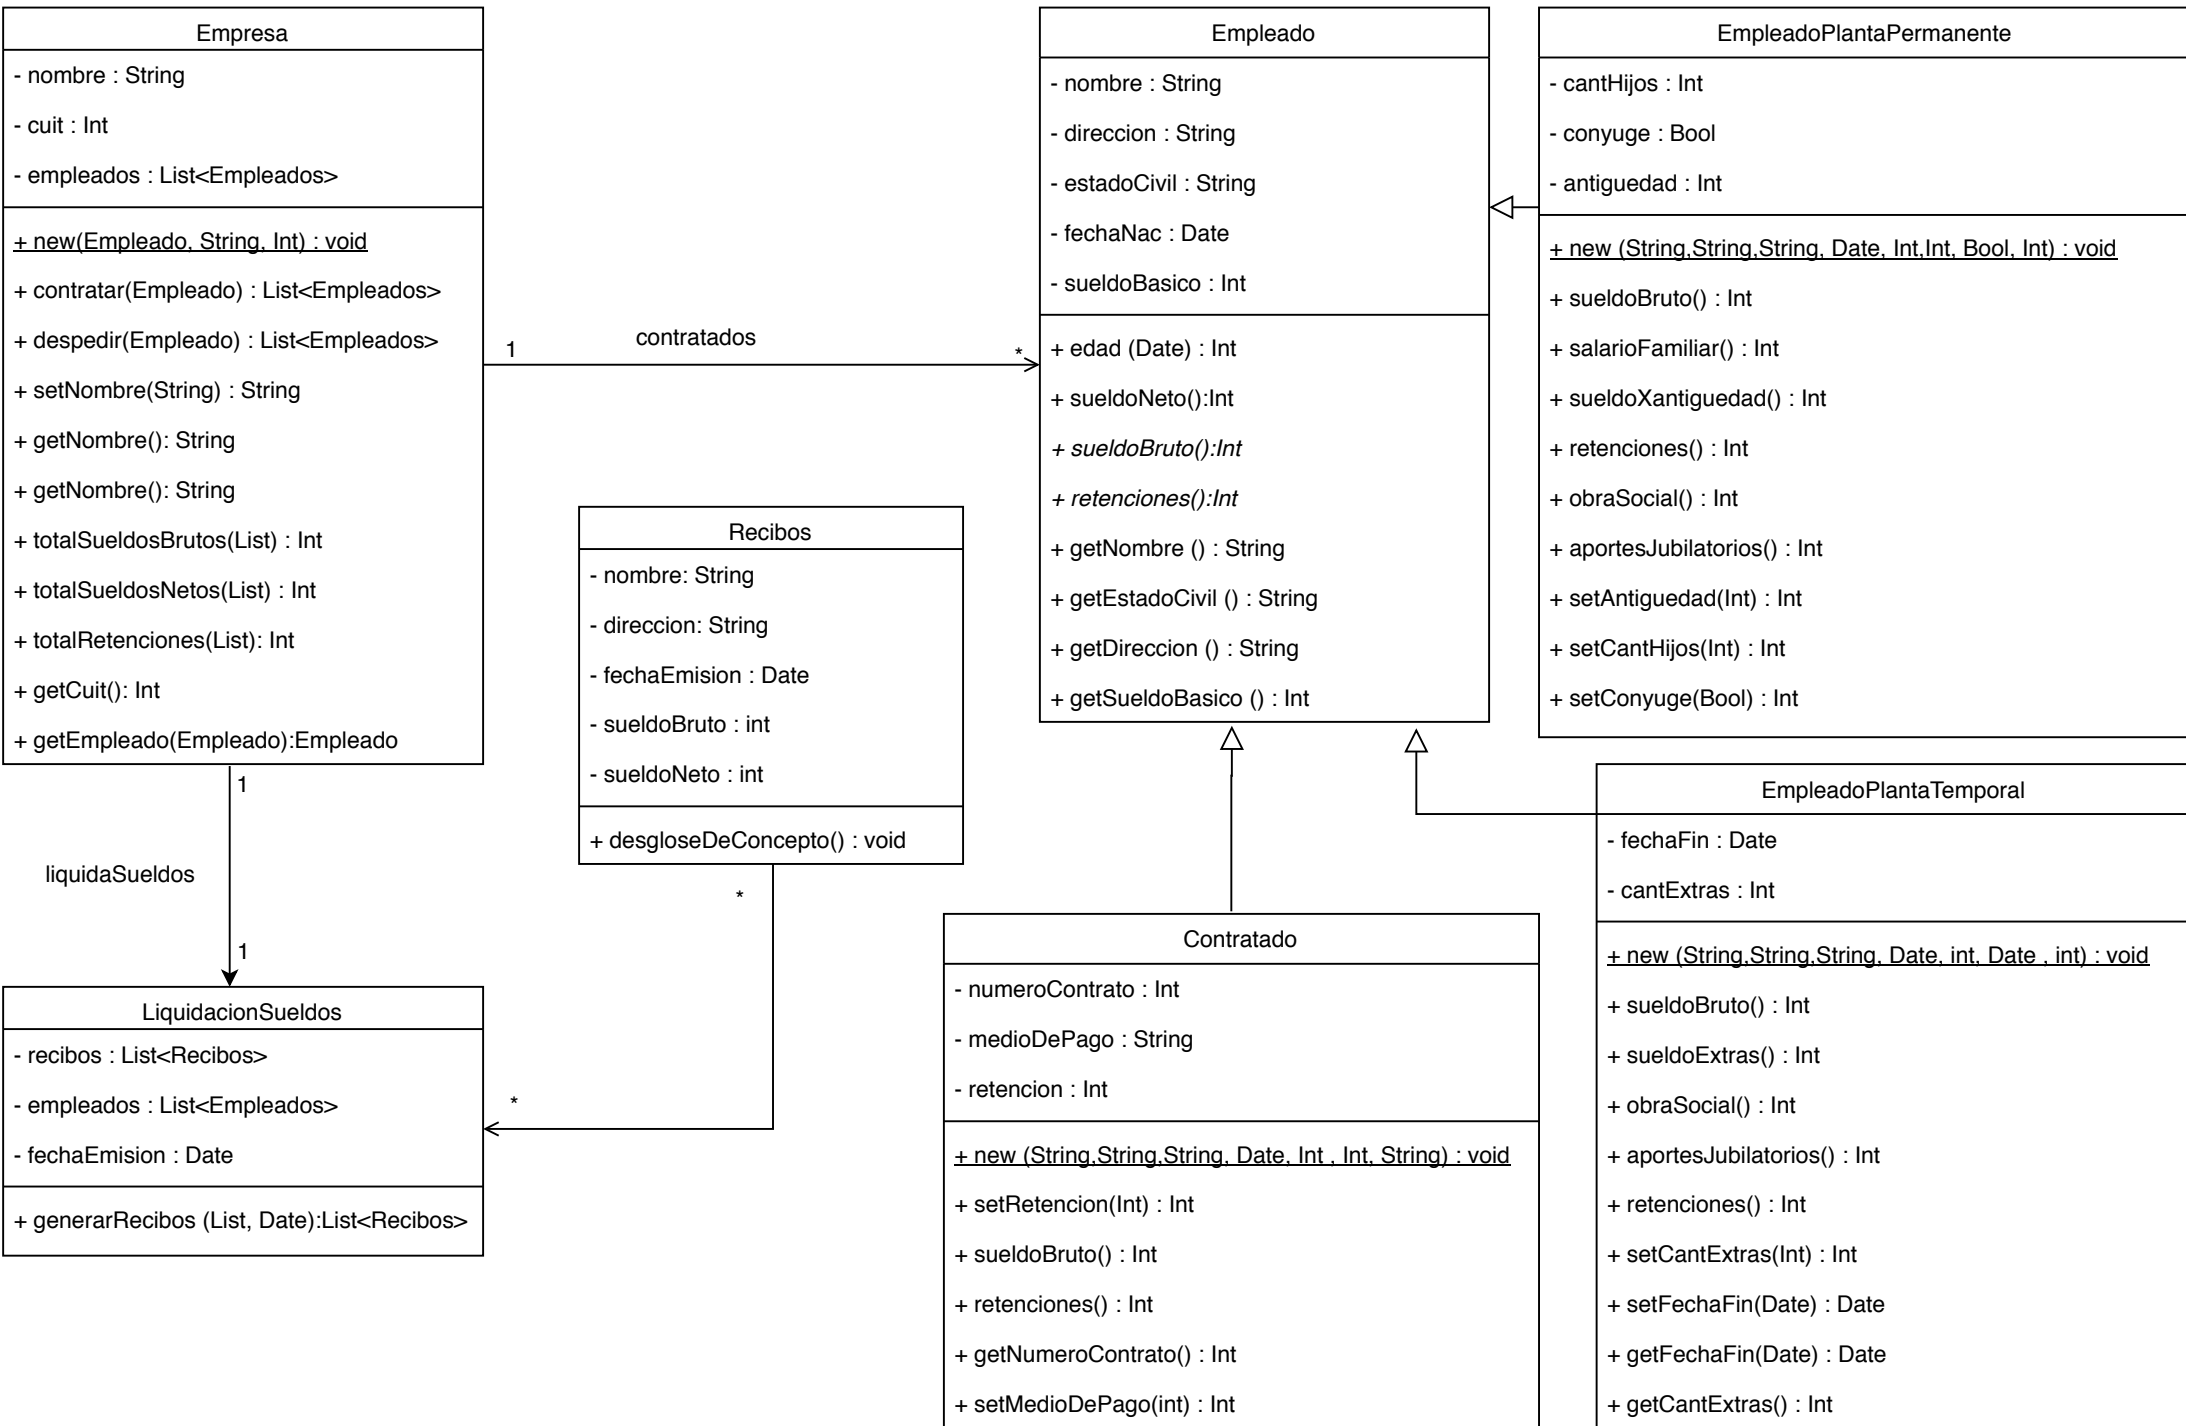 Empresa
- nombre : String
- cuit : Int
- empleados : List<Empleados>
+ new(Empleado, String, Int) : void
+ contratar(Empleado) : List<Empleados>
+ despedir(Empleado) : List<Empleados>
+ setNombre(String) : String
+ getNombre(): String
+ getNombre(): String
+ totalSueldosBrutos(List) : Int
+ totalSueldosNetos(List) : Int
+ totalRetenciones(List): Int
+ getCuit(): Int
+ getEmpleado(Empleado):Empleado
1
contratados
*
Empleado
- nombre : String
- direccion : String
- estadoCivil : String
- fechaNac : Date
- sueldoBasico : Int
+ edad (Date) : Int
+ sueldoNeto():Int
+ sueldoBruto():Int
+ retenciones():Int
+ getNombre () : String
+ getEstadoCivil () : String
+ getDireccion () : String
+ getSueldoBasico () : Int
EmpleadoPlantaPermanente
- cantHijos : Int
- conyuge : Bool
- antiguedad : Int
+ new (String,String,String, Date, Int,Int, Bool, Int) : void
+ sueldoBruto() : Int
+ salarioFamiliar() : Int
+ sueldoXantiguedad() : Int
+ retenciones() : Int
+ obraSocial() : Int
+ aportesJubilatorios() : Int
+ setAntiguedad(Int) : Int
+ setCantHijos(Int) : Int
+ setConyuge(Bool) : Int
Recibos
- nombre: String
- direccion: String
- fechaEmision : Date
- sueldoBruto : int
- sueldoNeto : int
+ desgloseDeConcepto() : void
*
*
1
liquidaSueldos
1
LiquidacionSueldos
- recibos : List<Recibos>
- empleados : List<Empleados>
- fechaEmision : Date
+ generarRecibos (List, Date):List<Recibos>
Contratado
- numeroContrato : Int
- medioDePago : String
- retencion : Int
+ new (String,String,String, Date, Int , Int, String) : void
+ setRetencion(Int) : Int
+ sueldoBruto() : Int
+ retenciones() : Int
+ getNumeroContrato() : Int
+ setMedioDePago(int) : Int
EmpleadoPlantaTemporal
- fechaFin : Date
- cantExtras : Int
+ new (String,String,String, Date, int, Date , int) : void
+ sueldoBruto() : Int
+ sueldoExtras() : Int
+ obraSocial() : Int
+ aportesJubilatorios() : Int
+ retenciones() : Int
+ setCantExtras(Int) : Int
+ setFechaFin(Date) : Date
+ getFechaFin(Date) : Date
+ getCantExtras() : Int